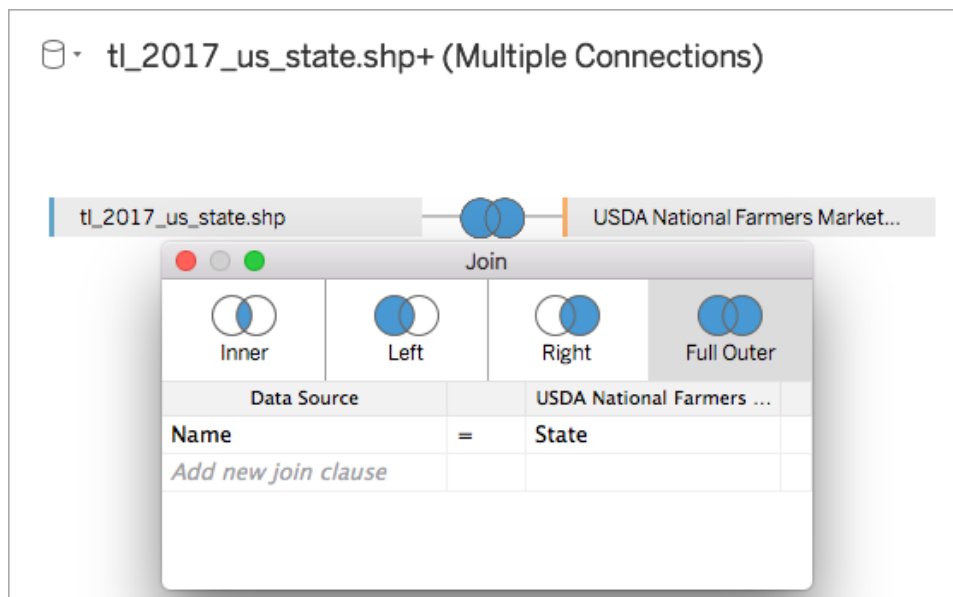 tl_2017_us_state.shp+ (Multiple Connections)
tl_2017_us_state.shp
USDA National Farmers Market...
Join
Inner Left Right Full Outer
Data Source USDA National Farmers ...
Name = State
Add new join clause